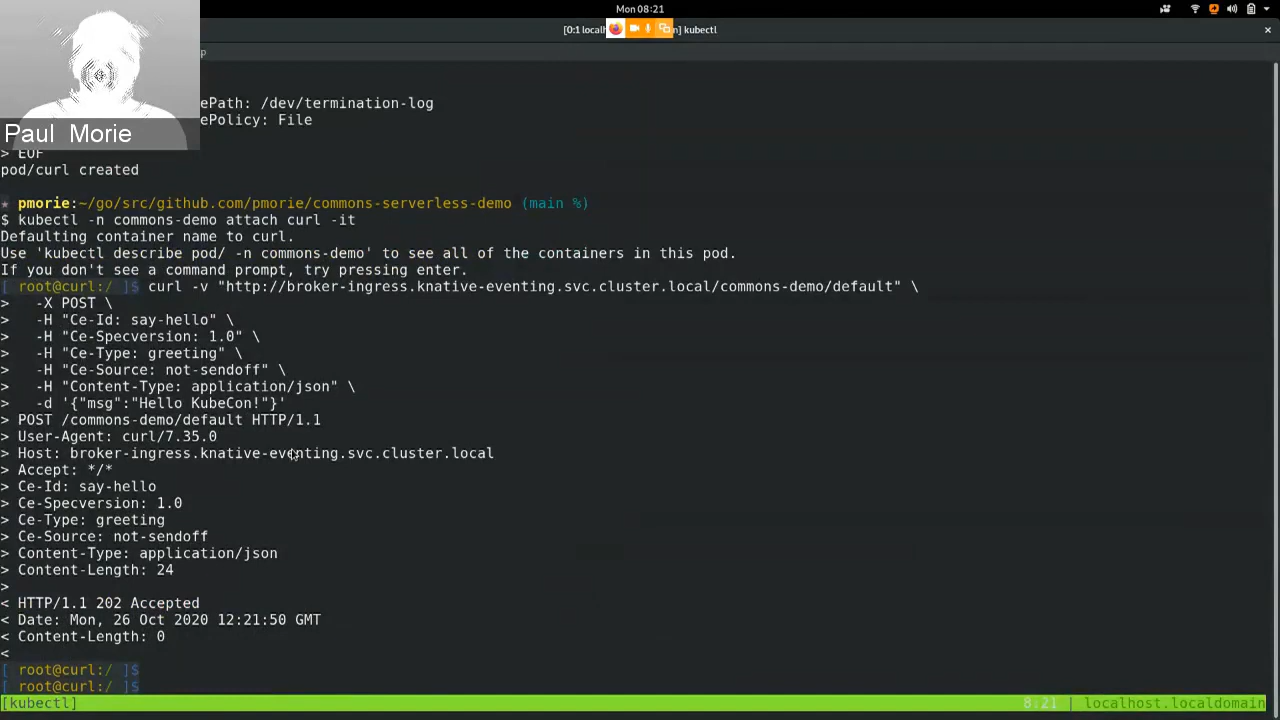 Mon 08:21
[0:1 localh n] kubectl
p
Paul Morie
ePath: /dev/termination-log
ePolicy: File
> EOF
pod/curl created
pmorie:~/go/src/github.com/pmorie/commons-serverless-demo (main %)
$ kubectl -n commons-demo attach curl -it
Defaulting container name to curl.
Use 'kubectl describe pod/ -n commons-demo' to see all of the containers in this pod.
If you don't see a command prompt, try pressing enter.
[ root@curl:/ ]$ curl -v "http://broker-ingress.knative-eventing.svc.cluster.local/commons-demo/default" \
> -X POST \
> -H "Ce-Id: say-hello" \
> -H "Ce-Specversion: 1.0" \
> -H "Ce-Type: greeting" \
> -H "Ce-Source: not-sendoff" \
> -H "Content-Type: application/json" \
> -d '{"msg":"Hello KubeCon!"}'
> POST /commons-demo/default HTTP/1.1
> User-Agent: curl/7.35.0
> Host: broker-ingress.knative-eventing.svc.cluster.local
> Accept: */*
> Ce-Id: say-hello
> Ce-Specversion: 1.0
> Ce-Type: greeting
> Ce-Source: not-sendoff
> Content-Type: application/json
> Content-Length: 24
>
< HTTP/1.1 202 Accepted
< Date: Mon, 26 Oct 2020 12:21:50 GMT
< Content-Length: 0
<
[ root@curl:/ ]$
[ root@curl:/ ]$
[kubectl] 8.21 | localhost.localdomain